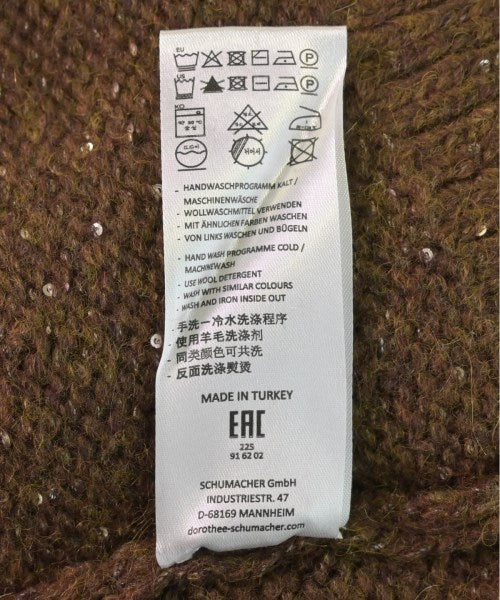 EU
US
KO
- HANDWASCHPROGRAMM KALT /
MASCHINENWÄSCHE
- WOLLWASCHMITTEL VERWENDEN
- MIT ÄHNLICHEN FARBEN WASCHEN
- VON LINKS WASCHEN UND BÜGELN
- HAND WASH PROGRAMME COLD /
MACHINEWASH
- USE WOOL DETERGENT
- WASH WITH SIMILAR COLOURS
- WASH AND IRON INSIDE OUT
- 手洗一冷水洗涤程序
- 使用羊毛洗涤剂
- 同类颜色可共洗
- 反面洗涤熨烫
MADE IN TURKEY
EAC
225
91 62 02
SCHUMACHER GmbH
INDUSTRIESTR. 47
D-68169 MANNHEIM
dorothee-schumacher.com